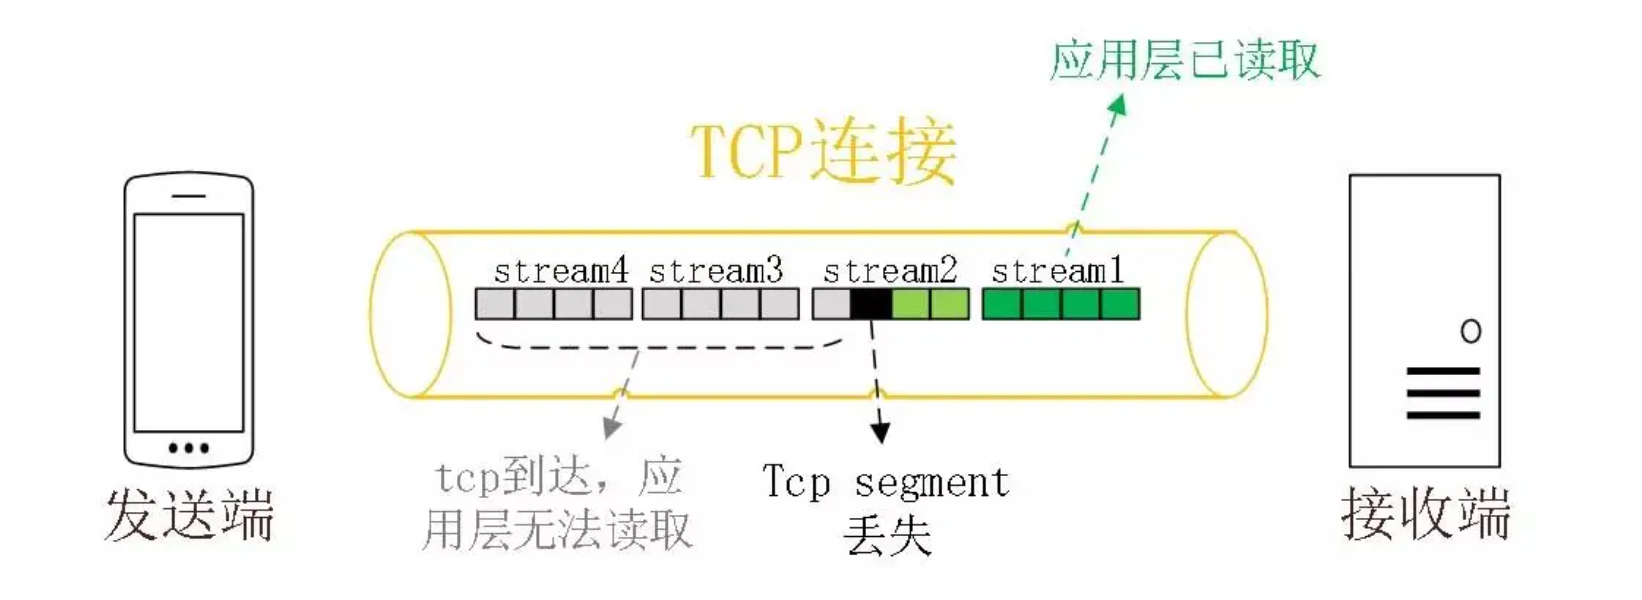 应用层已读取
TCP连接
stream4 stream3 stream2 stream1
tcp到达，应
用层无法读取
Tcp segment
丢失
发送端
接收端